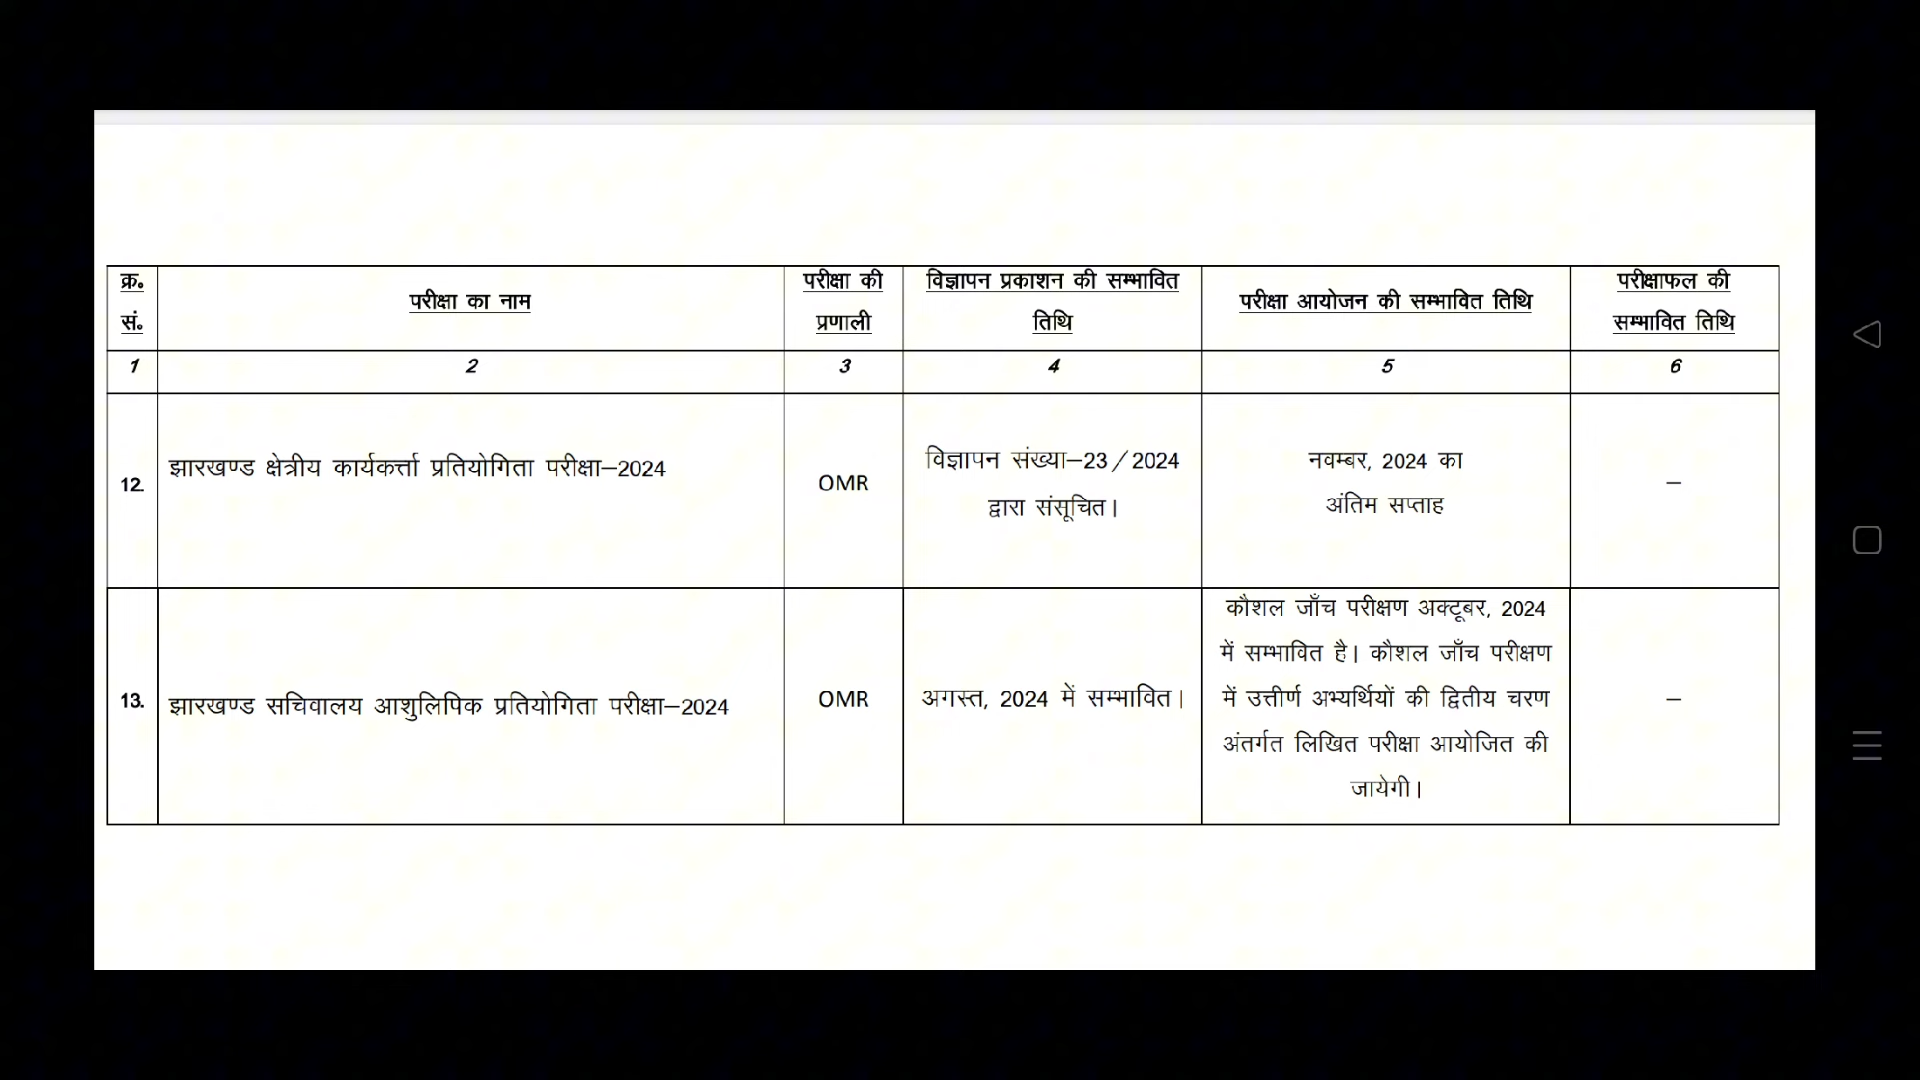 क्र॰ सं॰
परीक्षा का नाम
परीक्षा की प्रणाली
विज्ञापन प्रकाशन की सम्भावित तिथि
परीक्षा आयोजन की सम्भावित तिथि
परीक्षाफल की सम्भावित तिथि
1 2 3 4 5 6
12.
झारखण्ड क्षेत्रीय कार्यकर्त्ता प्रतियोगिता परीक्षा–2024
OMR
विज्ञापन संख्या–23/2024
द्वारा संसूचित।
नवम्बर, 2024 का
अंतिम सप्ताह
–
13.
झारखण्ड सचिवालय आशुलिपिक प्रतियोगिता परीक्षा–2024
OMR
अगस्त, 2024 में सम्भावित।
कौशल जाँच परीक्षण अक्टूबर, 2024
में सम्भावित है। कौशल जाँच परीक्षण
में उत्तीर्ण अभ्यर्थियों की द्वितीय चरण
अंतर्गत लिखित परीक्षा आयोजित की
जायेगी।
–